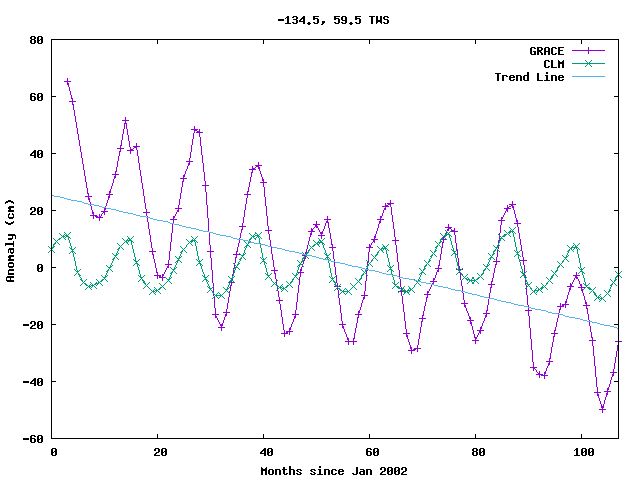 -134.5, 59.5 TWS
GRACE
CLM
Trend Line
80
60
40
20
0
-20
-40
-60
Anomaly (cm)
0 20 40 60 80 100
Months since Jan 2002